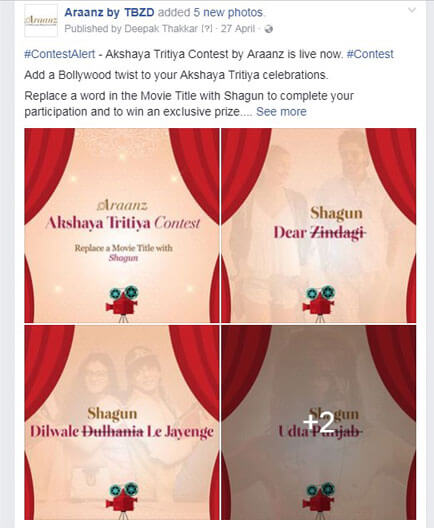 Araanz
Araanz by TBZD added 5 new photos.
Published by Deepak Thakkar [?] · 27 April ·
#ContestAlert - Akshaya Tritiya Contest by Araanz is live now. #Contest
Add a Bollywood twist to your Akshaya Tritiya celebrations.
Replace a word in the Movie Title with Shagun to complete your
participation and to win an exclusive prize.... See more
Araanz
Akshaya Tritiya Contest
Replace a Movie Title with
Shagun
Shagun
Dear Zindagi
Shagun
Dilwale Dulhania Le Jayenge
Shagun
Udta Punjab
+2